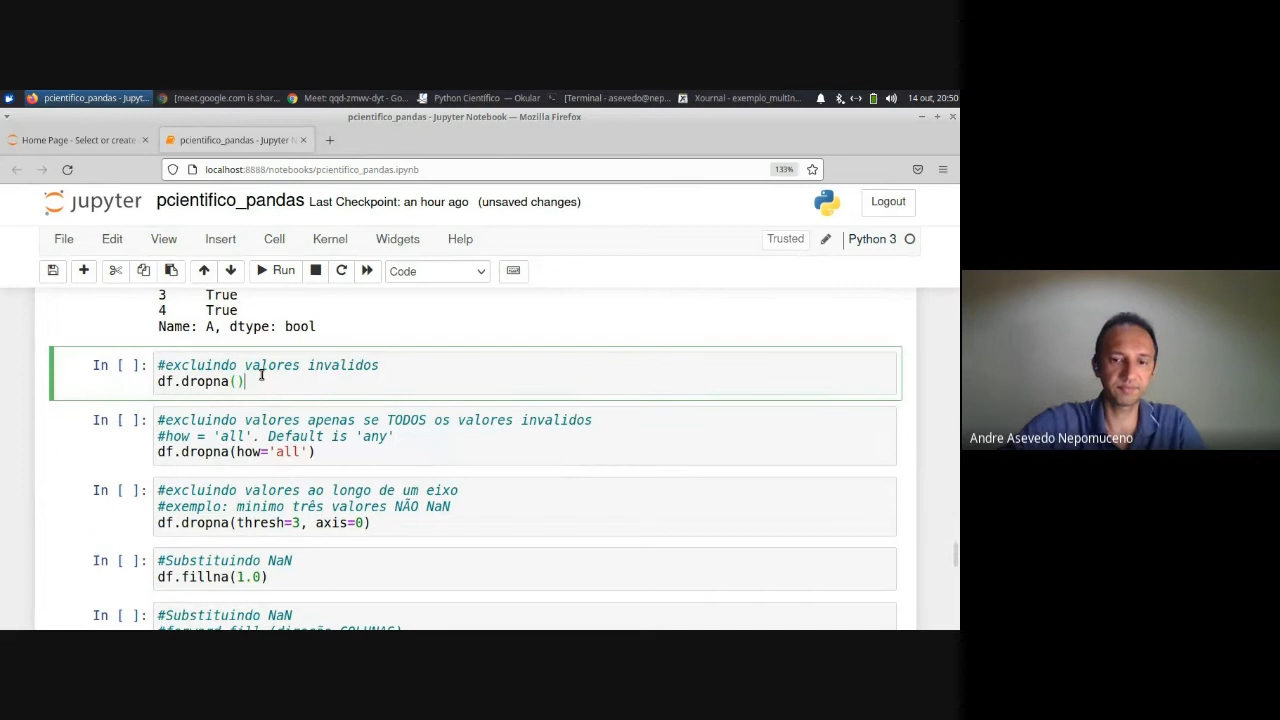 pcientifico_pandas - Jupyt...
[meet.google.com is shar...
Meet: qqd-zmwv-dyt - Go...
Python Científico — Okular
[Terminal - asevedo@nep...
Xournal - exemplo_multIn...
14 out, 20:50
pcientifico_pandas - Jupyter Notebook — Mozilla Firefox
Home Page - Select or create
pcientifico_pandas - Jupyter N
localhost:8888/notebooks/pcientifico_pandas.ipynb
133%
jupyter pcientifico_pandas Last Checkpoint: an hour ago (unsaved changes)
Logout
File Edit View Insert Cell Kernel Widgets Help
Trusted
Python 3
Run
Code
3 True
4 True
Name: A, dtype: bool
In [ ]: #excluindo valores invalidos
df.dropna()
In [ ]: #excluindo valores apenas se TODOS os valores invalidos
#how = 'all'. Default is 'any'
df.dropna(how='all')
In [ ]: #excluindo valores ao longo de um eixo
#exemplo: minimo três valores NÃO NaN
df.dropna(thresh=3, axis=0)
In [ ]: #Substituindo NaN
df.fillna(1.0)
In [ ]: #Substituindo NaN
#forward fill (direção COLUNAS)
Andre Asevedo Nepomuceno